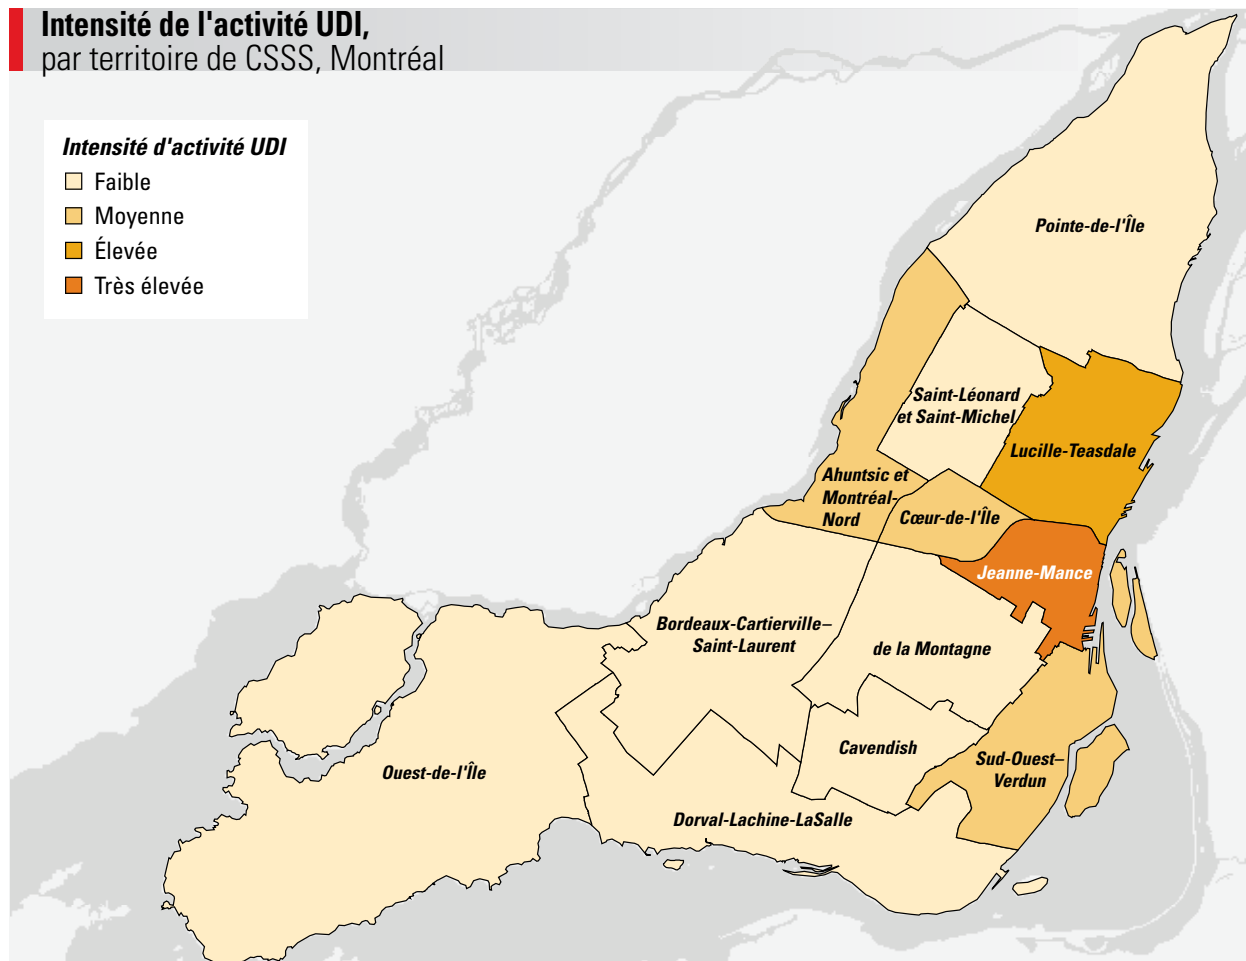 Intensité de l'activité UDI,
par territoire de CSSS, Montréal
Intensité d'activité UDI
Faible
Moyenne
Élevée
Très élevée
Pointe-de-l'Île
Saint-Léonard
et Saint-Michel
Lucille-Teasdale
Ahuntsic et
Montréal-
Nord
Cœur-de-l'Île
Jeanne-Mance
Bordeaux-Cartierville–
Saint-Laurent
de la Montagne
Cavendish
Sud-Ouest–
Verdun
Ouest-de-l'Île
Dorval-Lachine-LaSalle